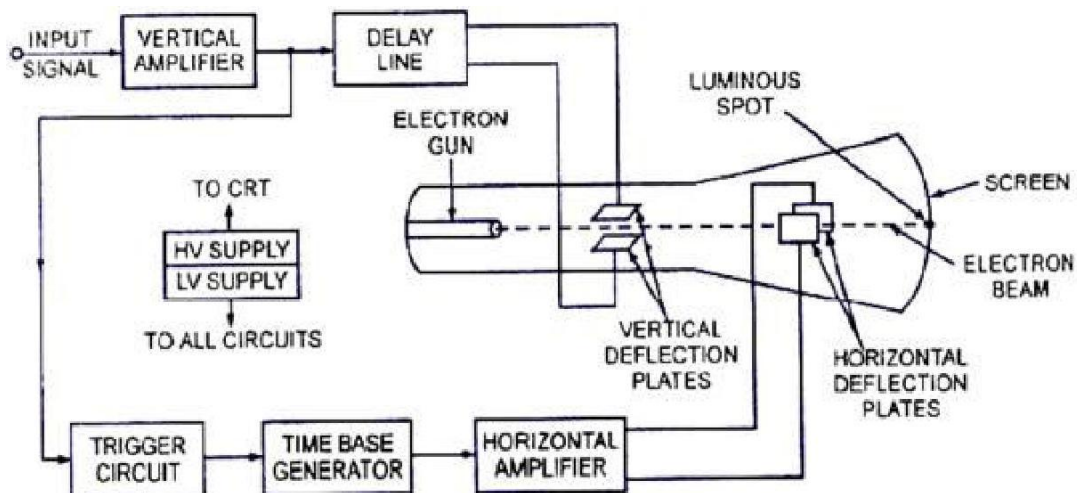 INPUT
SIGNAL
VERTICAL
AMPLIFIER
DELAY
LINE
LUMINOUS
SPOT
ELECTRON
GUN
TO CRT
SCREEN
HV SUPPLY
LV SUPPLY
ELECTRON
BEAM
TO ALL CIRCUITS
VERTICAL
DEFLECTION
PLATES
HORIZONTAL
DEFLECTION
PLATES
TRIGGER
CIRCUIT
TIME BASE
GENERATOR
HORIZONTAL
AMPLIFIER